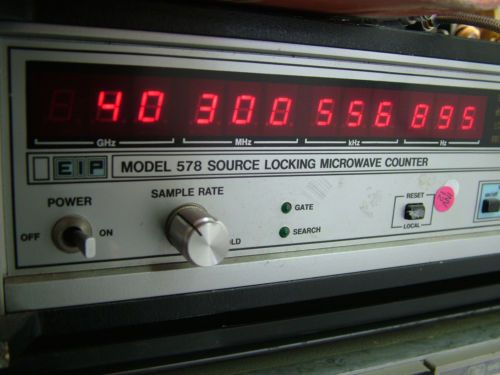 40 300 556 895
GHz MHz kHz Hz
EIP MODEL 578 SOURCE LOCKING MICROWAVE COUNTER
POWER
OFF ON
SAMPLE RATE
OLD
GATE
SEARCH
RESET
LOCAL